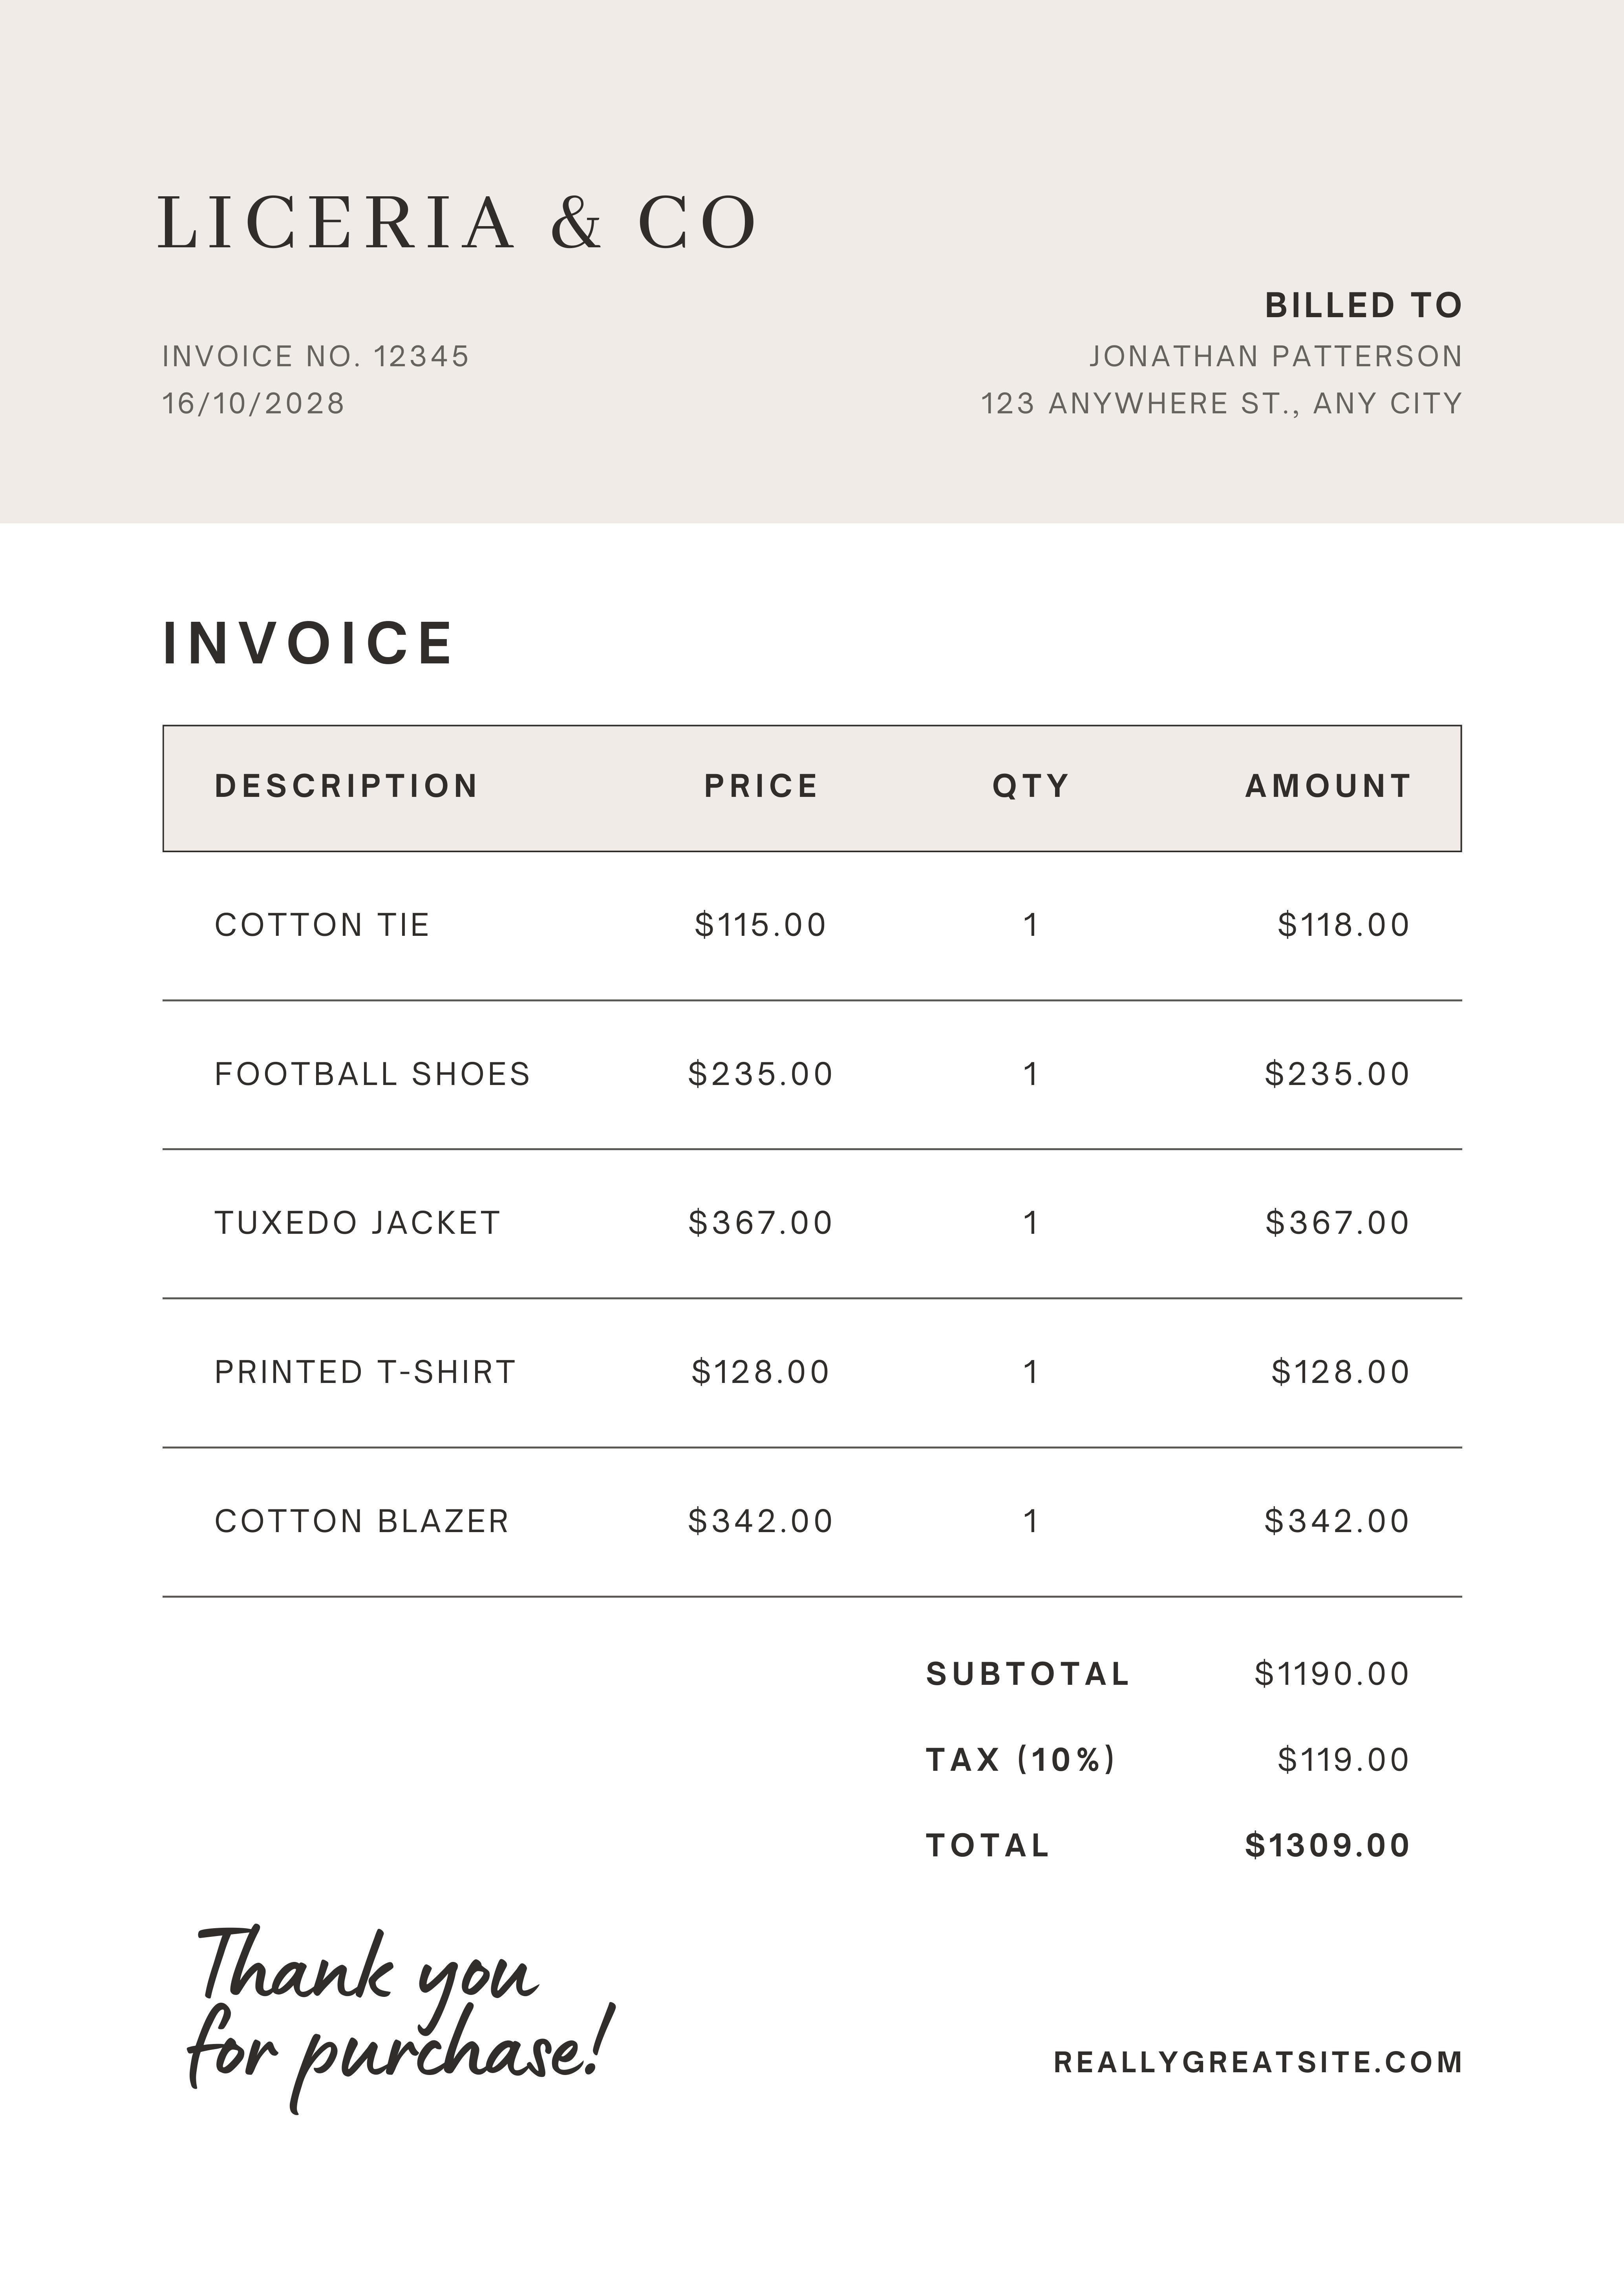 LICERIA & CO
BILLED TO
INVOICE NO. 12345 JONATHAN PATTERSON
16/10/2028 123 ANYWHERE ST., ANY CITY
INVOICE
DESCRIPTION PRICE QTY AMOUNT
COTTON TIE $115.00 1 $118.00
FOOTBALL SHOES $235.00 1 $235.00
TUXEDO JACKET $367.00 1 $367.00
PRINTED T-SHIRT $128.00 1 $128.00
COTTON BLAZER $342.00 1 $342.00
SUBTOTAL $1190.00
TAX (10%) $119.00
TOTAL $1309.00
Thank you
for purchase!
REALLYGREATSITE.COM